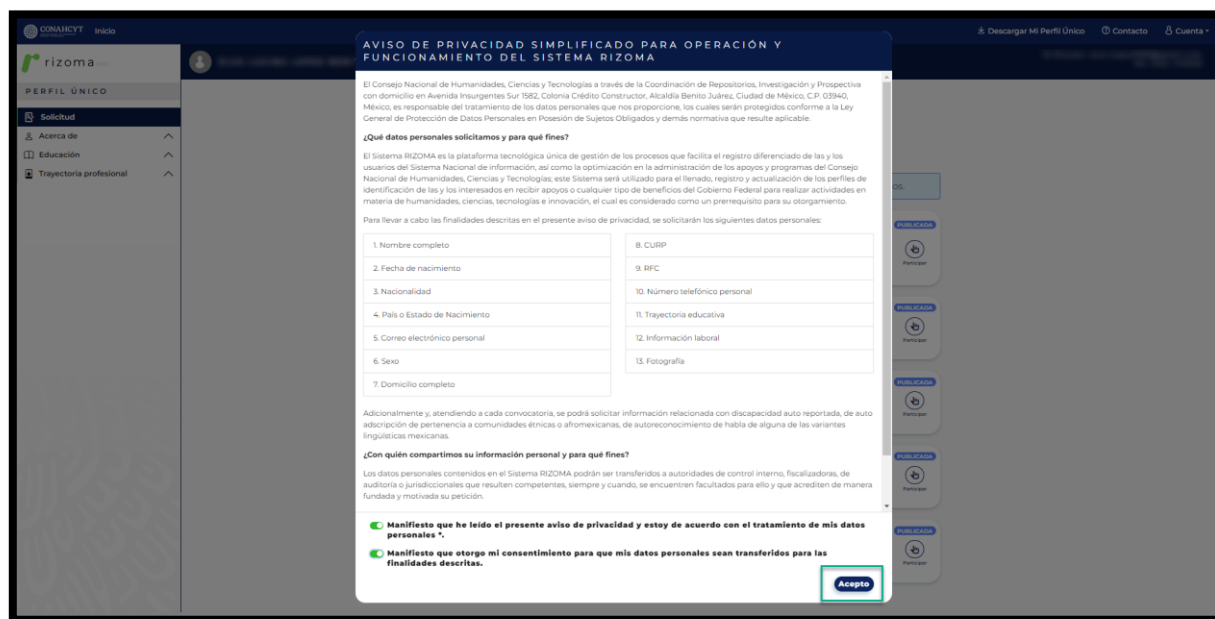 CONAHCYT Inicio
Descargar Mi Perfil Único Contacto Cuenta
rizoma
PERFIL ÚNICO
Solicitud
Acerca de
Educación
Trayectoria profesional
AVISO DE PRIVACIDAD SIMPLIFICADO PARA OPERACIÓN Y
FUNCIONAMIENTO DEL SISTEMA RIZOMA
El Consejo Nacional de Humanidades, Ciencias y Tecnologías a través de la Coordinación de Repositorios, Investigación y Prospectiva
con domicilio en Avenida Insurgentes Sur 1582, Colonia Crédito Constructor, Alcaldía Benito Juárez, Ciudad de México, C.P. 03940,
México, es responsable del tratamiento de los datos personales que nos proporcione, los cuales serán protegidos conforme a la Ley
General de Protección de Datos Personales en Posesión de Sujetos Obligados y demás normativa que resulte aplicable.
¿Qué datos personales solicitamos y para qué fines?
El Sistema RIZOMA es la plataforma tecnológica única de gestión de los procesos que facilita el registro diferenciado de las y los
usuarios del Sistema Nacional de información, así como la optimización en la administración de los apoyos y programas del Consejo
Nacional de Humanidades, Ciencias y Tecnologías; este Sistema será utilizado para el llenado, registro y actualización de los perfiles de
identificación de las y los interesados en recibir apoyos o cualquier tipo de beneficios del Gobierno Federal para realizar actividades en
materia de humanidades, ciencias, tecnologías e innovación, el cual es considerado como un prerrequisito para su otorgamiento.
Para llevar a cabo las finalidades descritas en el presente aviso de privacidad, se solicitarán los siguientes datos personales:
1. Nombre completo
2. Fecha de nacimiento
3. Nacionalidad
4. País o Estado de Nacimiento
5. Correo electrónico personal
6. Sexo
7. Domicilio completo
8. CURP
9. RFC
10. Número telefónico personal
11. Trayectoria educativa
12. Información laboral
13. Fotografía
Adicionalmente y, atendiendo a cada convocatoria, se podrá solicitar información relacionada con discapacidad auto reportada, de auto
adscripción de pertenencia a comunidades étnicas o afromexicanas, de autoreconocimiento de habla de alguna de las variantes
lingüísticas mexicanas.
¿Con quién compartimos su información personal y para qué fines?
Los datos personales contenidos en el Sistema RIZOMA podrán ser transferidos a autoridades de control interno, fiscalizadoras, de
auditoría o jurisdiccionales que resulten competentes, siempre y cuando, se encuentren facultados para ello y que acrediten de manera
fundada y motivada su petición.
Manifiesto que he leído el presente aviso de privacidad y estoy de acuerdo con el tratamiento de mis datos
personales *.
Manifiesto que otorgo mi consentimiento para que mis datos personales sean transferidos para las
finalidades descritas.
Acepto
OS.
PUBLICADA
Participar
PUBLICADA
Participar
PUBLICADA
Participar
PUBLICADA
Participar
PUBLICADA
Participar